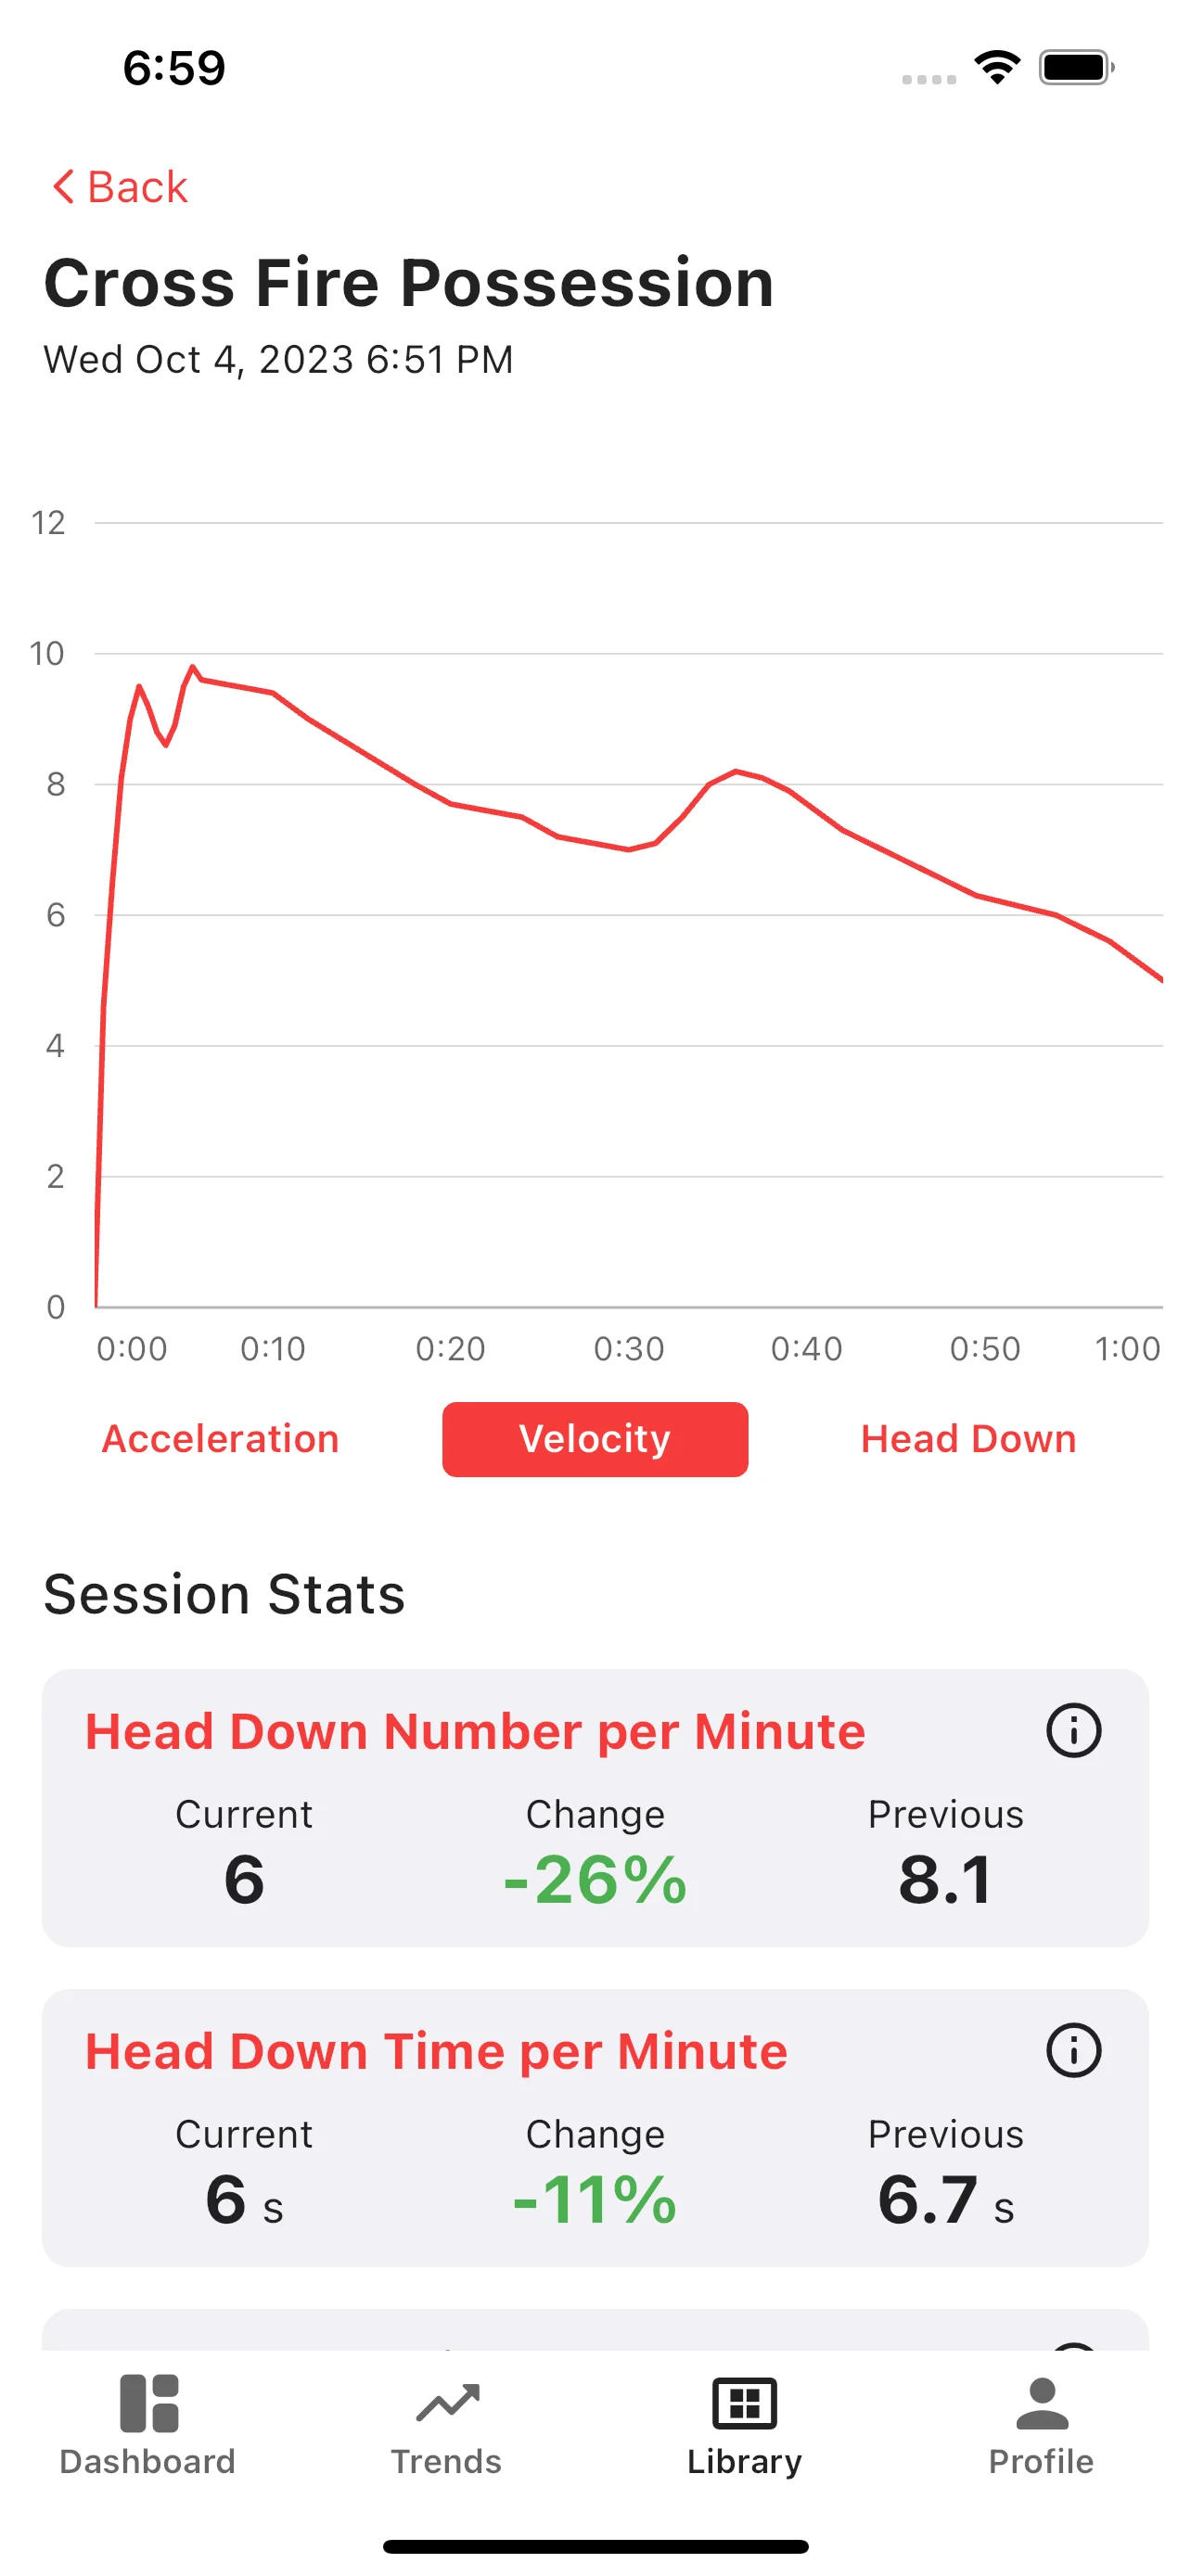 6:59
Back
Cross Fire Possession
Wed Oct 4, 2023 6:51 PM
12
10
8
6
4
2
0
0:00 0:10 0:20 0:30 0:40 0:50 1:00
Acceleration Velocity Head Down
Session Stats
Head Down Number per Minute
Current Change Previous
6 -26% 8.1
Head Down Time per Minute
Current Change Previous
6 s -11% 6.7 s
Dashboard Trends Library Profile